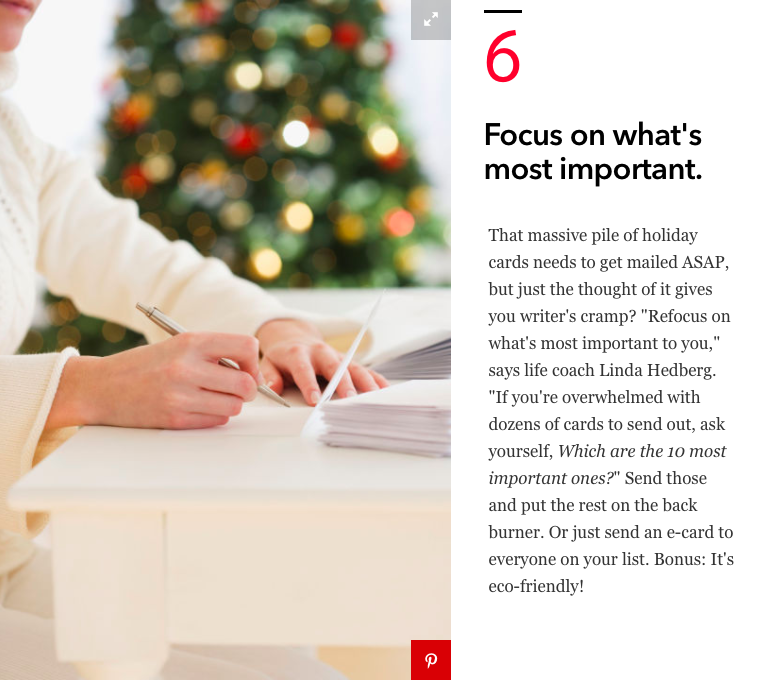 6
Focus on what's
most important.
That massive pile of holiday
cards needs to get mailed ASAP,
but just the thought of it gives
you writer's cramp? "Refocus on
what's most important to you,"
says life coach Linda Hedberg.
"If you're overwhelmed with
dozens of cards to send out, ask
yourself, Which are the 10 most
important ones?" Send those
and put the rest on the back
burner. Or just send an e-card to
everyone on your list. Bonus: It's
eco-friendly!